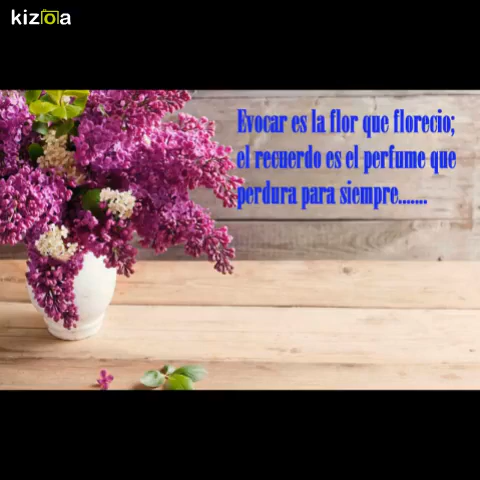 kizoa
Evocar es la flor que florecio;
el recuerdo es el perfume que
perdura para siempre.......